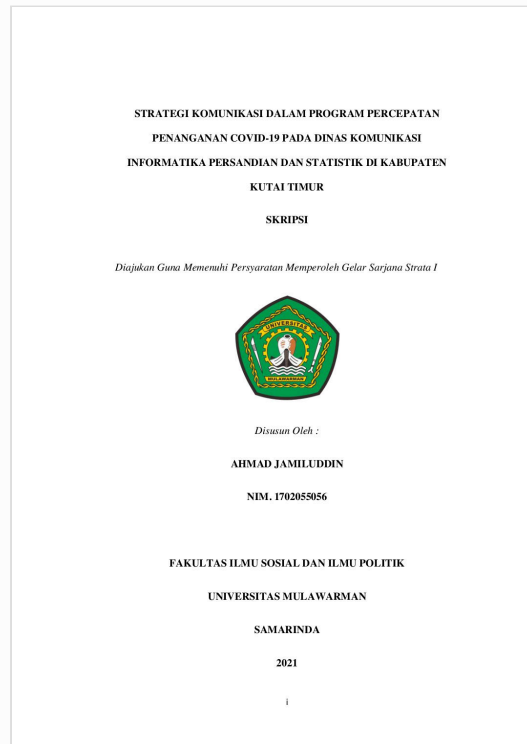 STRATEGI KOMUNIKASI DALAM PROGRAM PERCEPATAN
PENANGANAN COVID-19 PADA DINAS KOMUNIKASI
INFORMATIKA PERSANDIAN DAN STATISTIK DI KABUPATEN
KUTAI TIMUR
SKRIPSI
Diajukan Guna Memenuhi Persyaratan Memperoleh Gelar Sarjana Strata I
UNIVERSITAS
MULAWARMAN
Disusun Oleh :
AHMAD JAMILUDDIN
NIM. 1702055056
FAKULTAS ILMU SOSIAL DAN ILMU POLITIK
UNIVERSITAS MULAWARMAN
SAMARINDA
2021
i